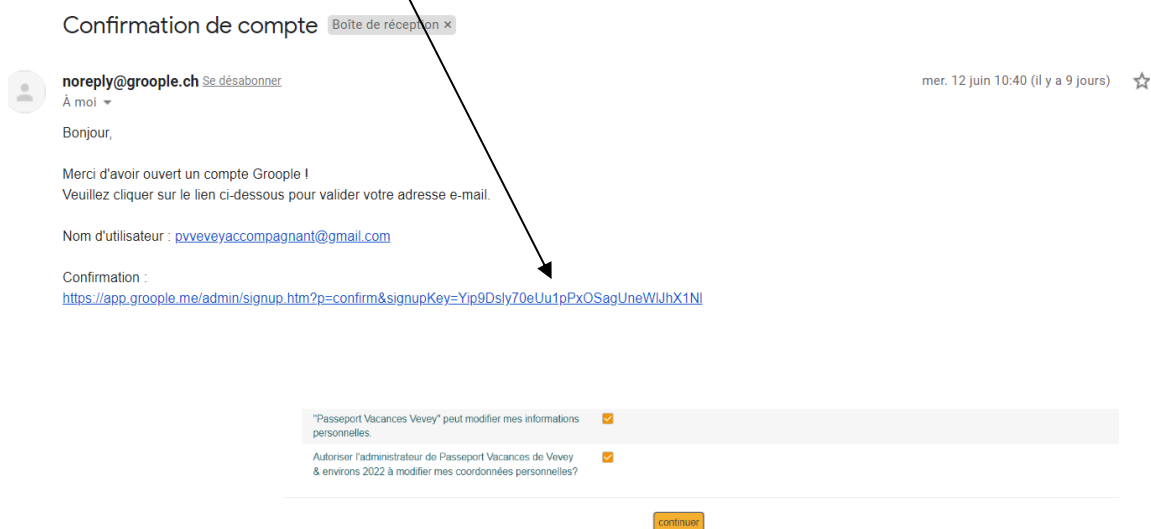 Confirmation de compte Boîte de réception ×
noreply@groople.ch Se désabonner mer. 12 juin 10:40 (il y a 9 jours)
À moi
Bonjour,
Merci d'avoir ouvert un compte Groople !
Veuillez cliquer sur le lien ci-dessous pour valider votre adresse e-mail.
Nom d'utilisateur : pvveveyaccompagnant@gmail.com
Confirmation :
https://app.groople.me/admin/signup.htm?p=confirm&signupKey=Yip9Dsly70eUu1pPxOSagUneWlJhX1Nl
"Passeport Vacances Vevey" peut modifier mes informations
personnelles.
Autoriser l'administrateur de Passeport Vacances de Vevey
& environs 2022 à modifier mes coordonnées personnelles?
continuer